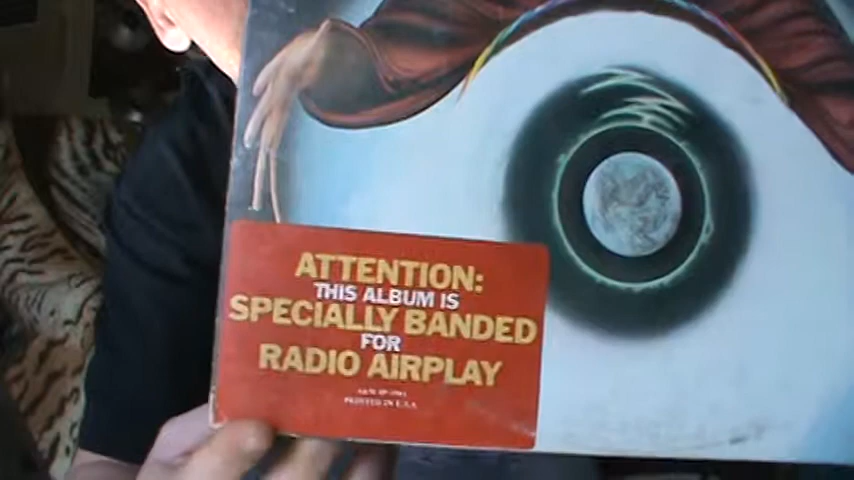 ATTENTION:
THIS ALBUM IS
SPECIALLY BANDED
FOR
RADIO AIRPLAY
PRINTED IN U.S.A.